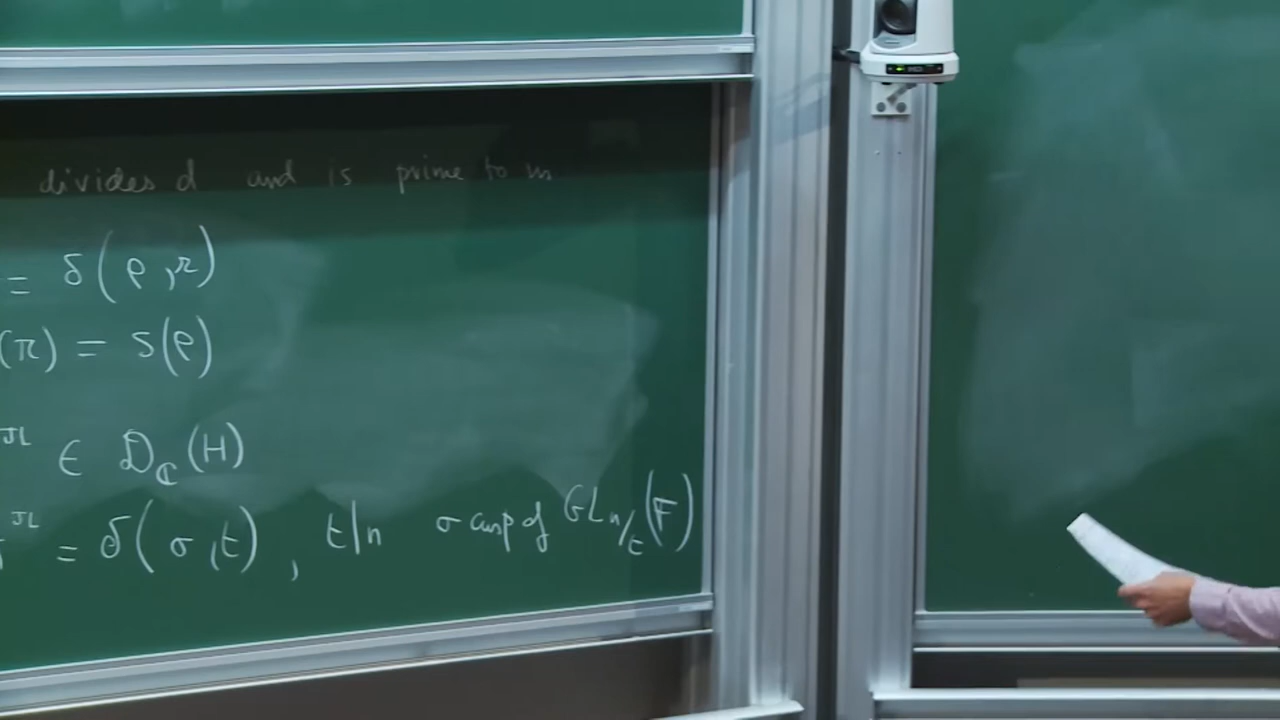 divides d and is prime to m
= δ(ρ, r)
(π) = s(ρ)
JL ∈ 𝒟_ℂ(H)
JL = δ(σ, t), t|n σ cusp of GL_{n/t}(F)